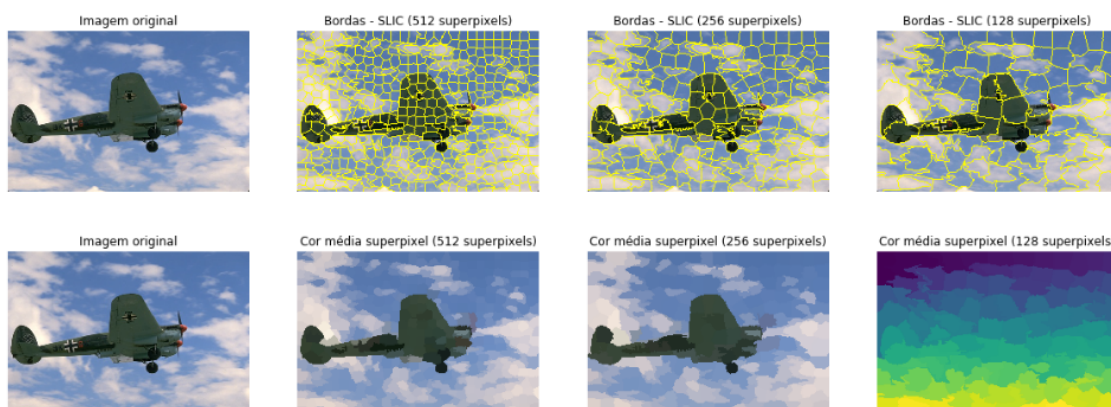 Imagem original
Bordas - SLIC (512 superpixels)
Bordas - SLIC (256 superpixels)
Bordas - SLIC (128 superpixels)
Imagem original
Cor média superpixel (512 superpixels)
Cor média superpixel (256 superpixels)
Cor média superpixel (128 superpixels